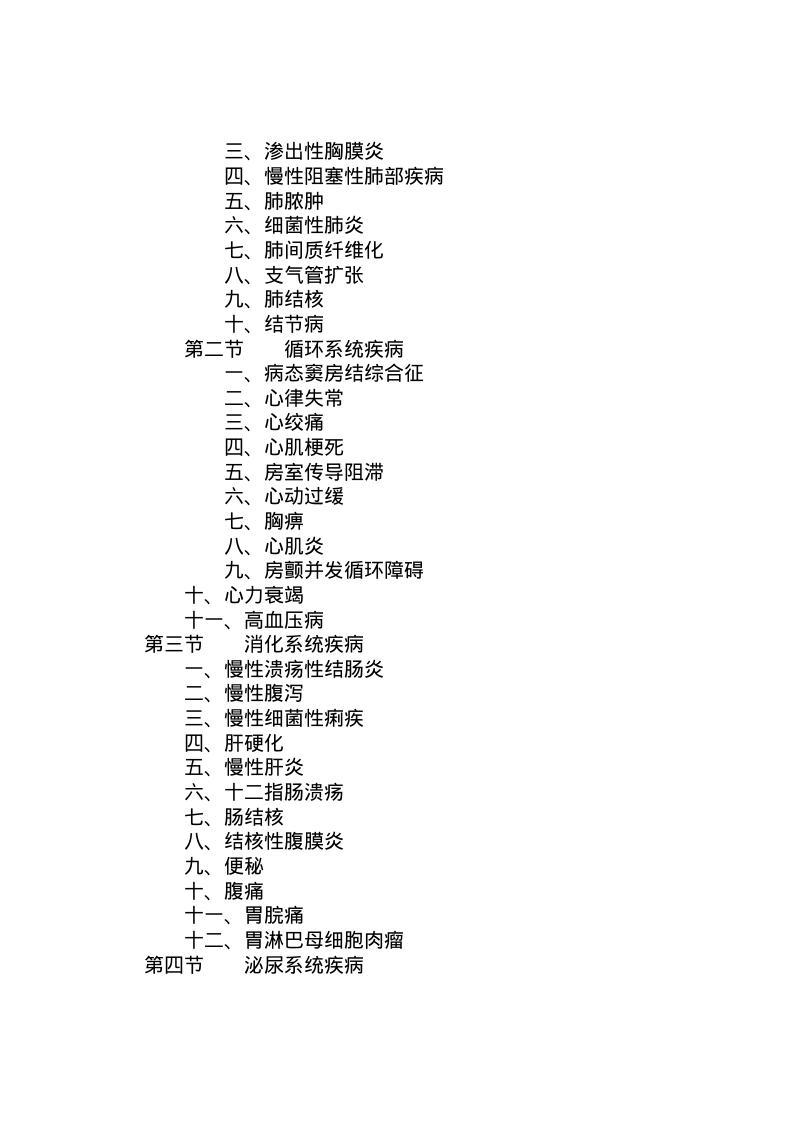 三、渗出性胸膜炎
四、慢性阻塞性肺部疾病
五、肺脓肿
六、细菌性肺炎
七、肺间质纤维化
八、支气管扩张
九、肺结核
十、结节病
第二节　　循环系统疾病
一、病态窦房结综合征
二、心律失常
三、心绞痛
四、心肌梗死
五、房室传导阻滞
六、心动过缓
七、胸痹
八、心肌炎
九、房颤并发循环障碍
十、心力衰竭
十一、高血压病
第三节　　消化系统疾病
一、慢性溃疡性结肠炎
二、慢性腹泻
三、慢性细菌性痢疾
四、肝硬化
五、慢性肝炎
六、十二指肠溃疡
七、肠结核
八、结核性腹膜炎
九、便秘
十、腹痛
十一、胃脘痛
十二、胃淋巴母细胞肉瘤
第四节　　泌尿系统疾病